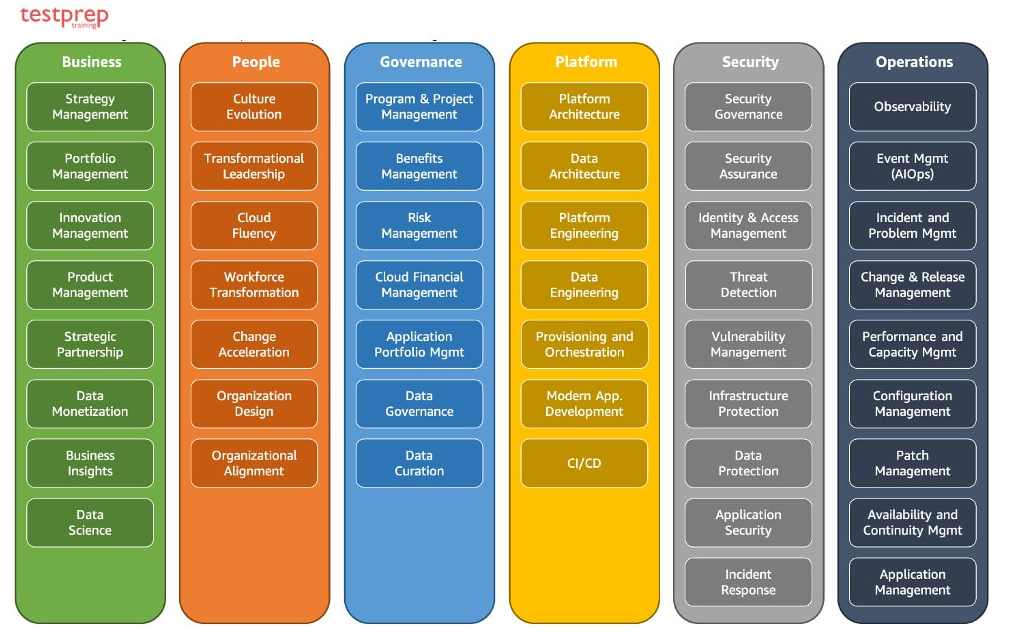 testprep
training
Business
Strategy
Management
Portfolio
Management
Innovation
Management
Product
Management
Strategic
Partnership
Data
Monetization
Business
Insights
Data
Science
People
Culture
Evolution
Transformational
Leadership
Cloud
Fluency
Workforce
Transformation
Change
Acceleration
Organization
Design
Organizational
Alignment
Governance
Program & Project
Management
Benefits
Management
Risk
Management
Cloud Financial
Management
Application
Portfolio Mgmt
Data
Governance
Data
Curation
Platform
Platform
Architecture
Data
Architecture
Platform
Engineering
Data
Engineering
Provisioning and
Orchestration
Modern App.
Development
CI/CD
Security
Security
Governance
Security
Assurance
Identity & Access
Management
Threat
Detection
Vulnerability
Management
Infrastructure
Protection
Data
Protection
Application
Security
Incident
Response
Operations
Observability
Event Mgmt
(AIOps)
Incident and
Problem Mgmt
Change & Release
Management
Performance and
Capacity Mgmt
Configuration
Management
Patch
Management
Availability and
Continuity Mgmt
Application
Management